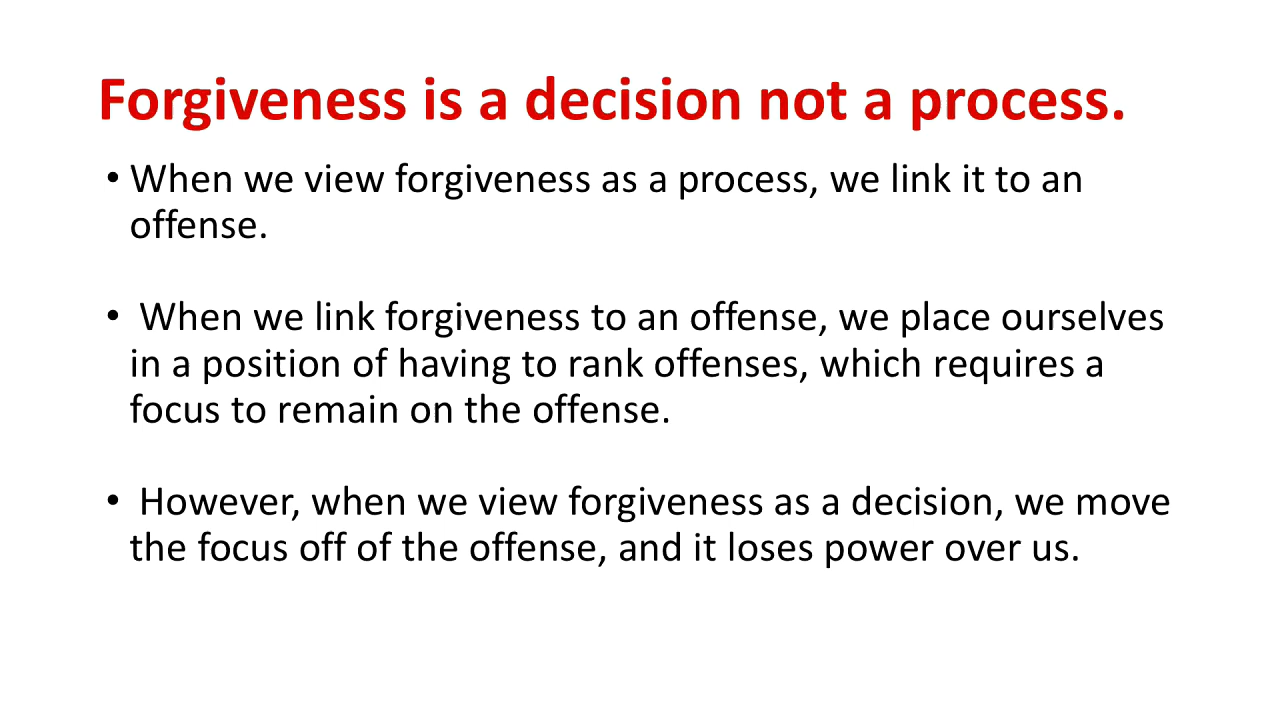 Forgiveness is a decision not a process.
• When we view forgiveness as a process, we link it to an
offense.
• When we link forgiveness to an offense, we place ourselves
in a position of having to rank offenses, which requires a
focus to remain on the offense.
• However, when we view forgiveness as a decision, we move
the focus off of the offense, and it loses power over us.